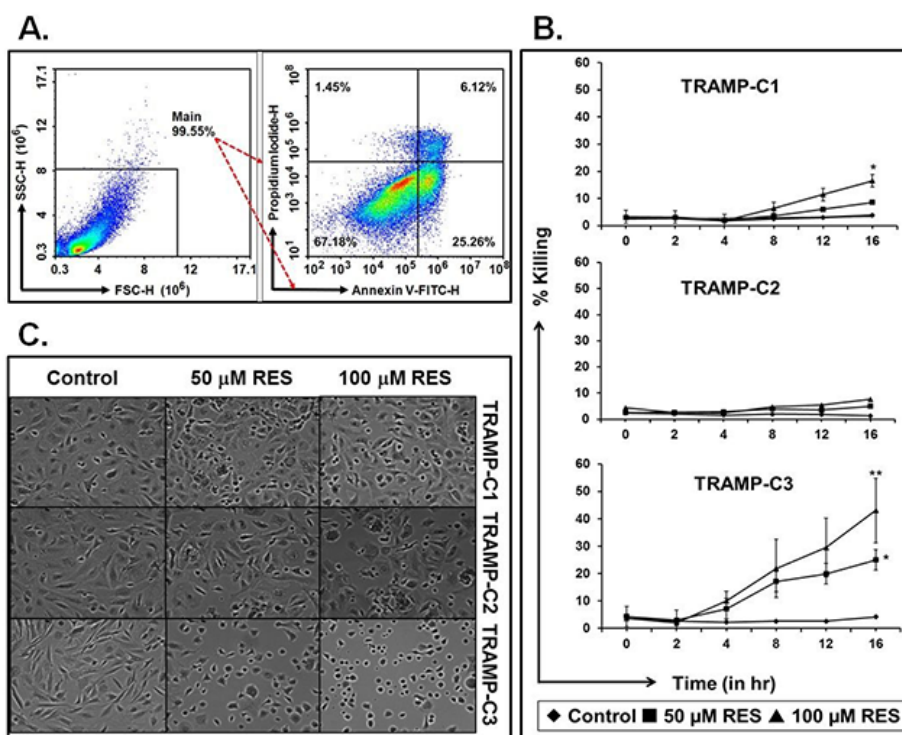 A.
17.1
12
8
4
0.3
SSC-H (10⁶)
Main
99.55%
0.3 4 8 12 17.1
FSC-H (10⁶)
10⁸
10⁶
10⁵
10⁴
10³
10¹
Propidium Iodide-H
1.45% 6.12%
67.18% 25.26%
10² 10³ 10⁴ 10⁵ 10⁶ 10⁸
Annexin V-FITC-H
B.
% Killing
TRAMP-C1
60
50
40
30
20
10
0
*
0 2 4 8 12 16
TRAMP-C2
60
50
40
30
20
10
0
0 2 4 8 12 16
TRAMP-C3
60
50
40
30
20
10
0
**
*
0 2 4 8 12 16
Time (in hr)
Control 50 µM RES 100 µM RES
C.
Control 50 µM RES 100 µM RES
TRAMP-C1
TRAMP-C2
TRAMP-C3